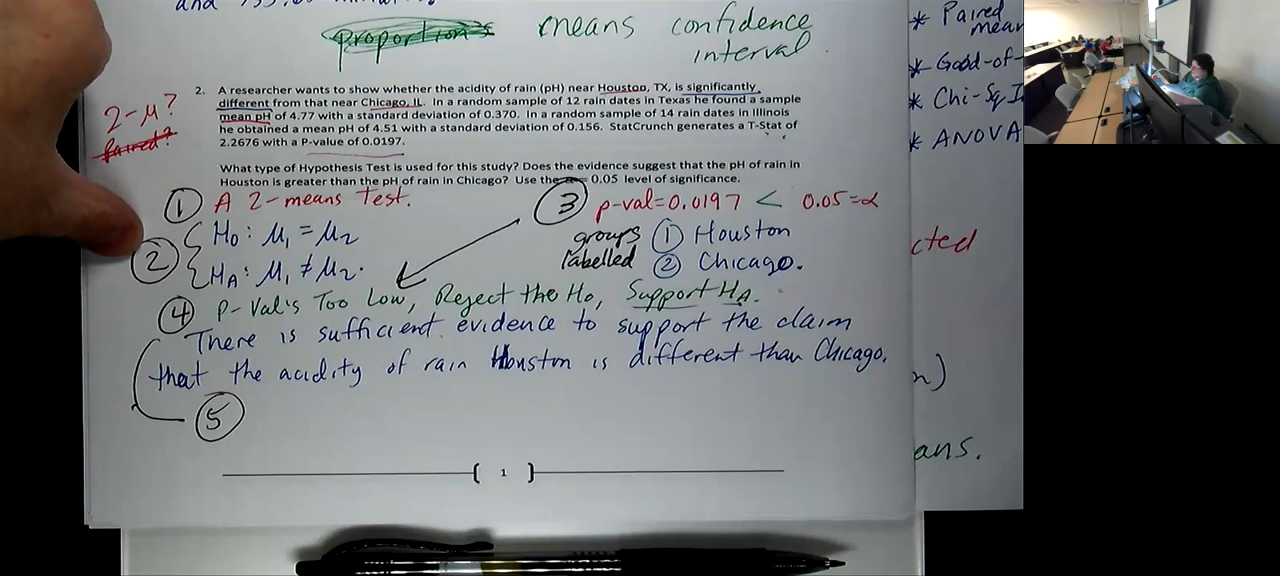 proportions means confidence
interval
2. A researcher wants to show whether the acidity of rain (pH) near Houston, TX, is significantly
different from that near Chicago, IL. In a random sample of 12 rain dates in Texas he found a sample
mean pH of 4.77 with a standard deviation of 0.370. In a random sample of 14 rain dates in Illinois
he obtained a mean pH of 4.51 with a standard deviation of 0.156. StatCrunch generates a T-Stat of
2.2676 with a P-value of 0.0197.
2-μ?
Paired?
What type of Hypothesis Test is used for this study? Does the evidence suggest that the pH of rain in
Houston is greater than the pH of rain in Chicago? Use the 0.05 level of significance.
① A 2-means Test.
② H₀: μ₁ = μ₂
HA: μ₁ ≠ μ₂.
③ p-val=0.0197 < 0.05=α
groups ① Houston
labelled ② Chicago.
④ P-Val's Too Low, Reject the Ho, Support HA.
There is sufficient evidence to support the claim
that the acidity of rain Houston is different than Chicago.
⑤
{ 1 }
* Paired
mean
* Good-of-
* Chi-Sq I
* ANOVA
cted
n)
ans.